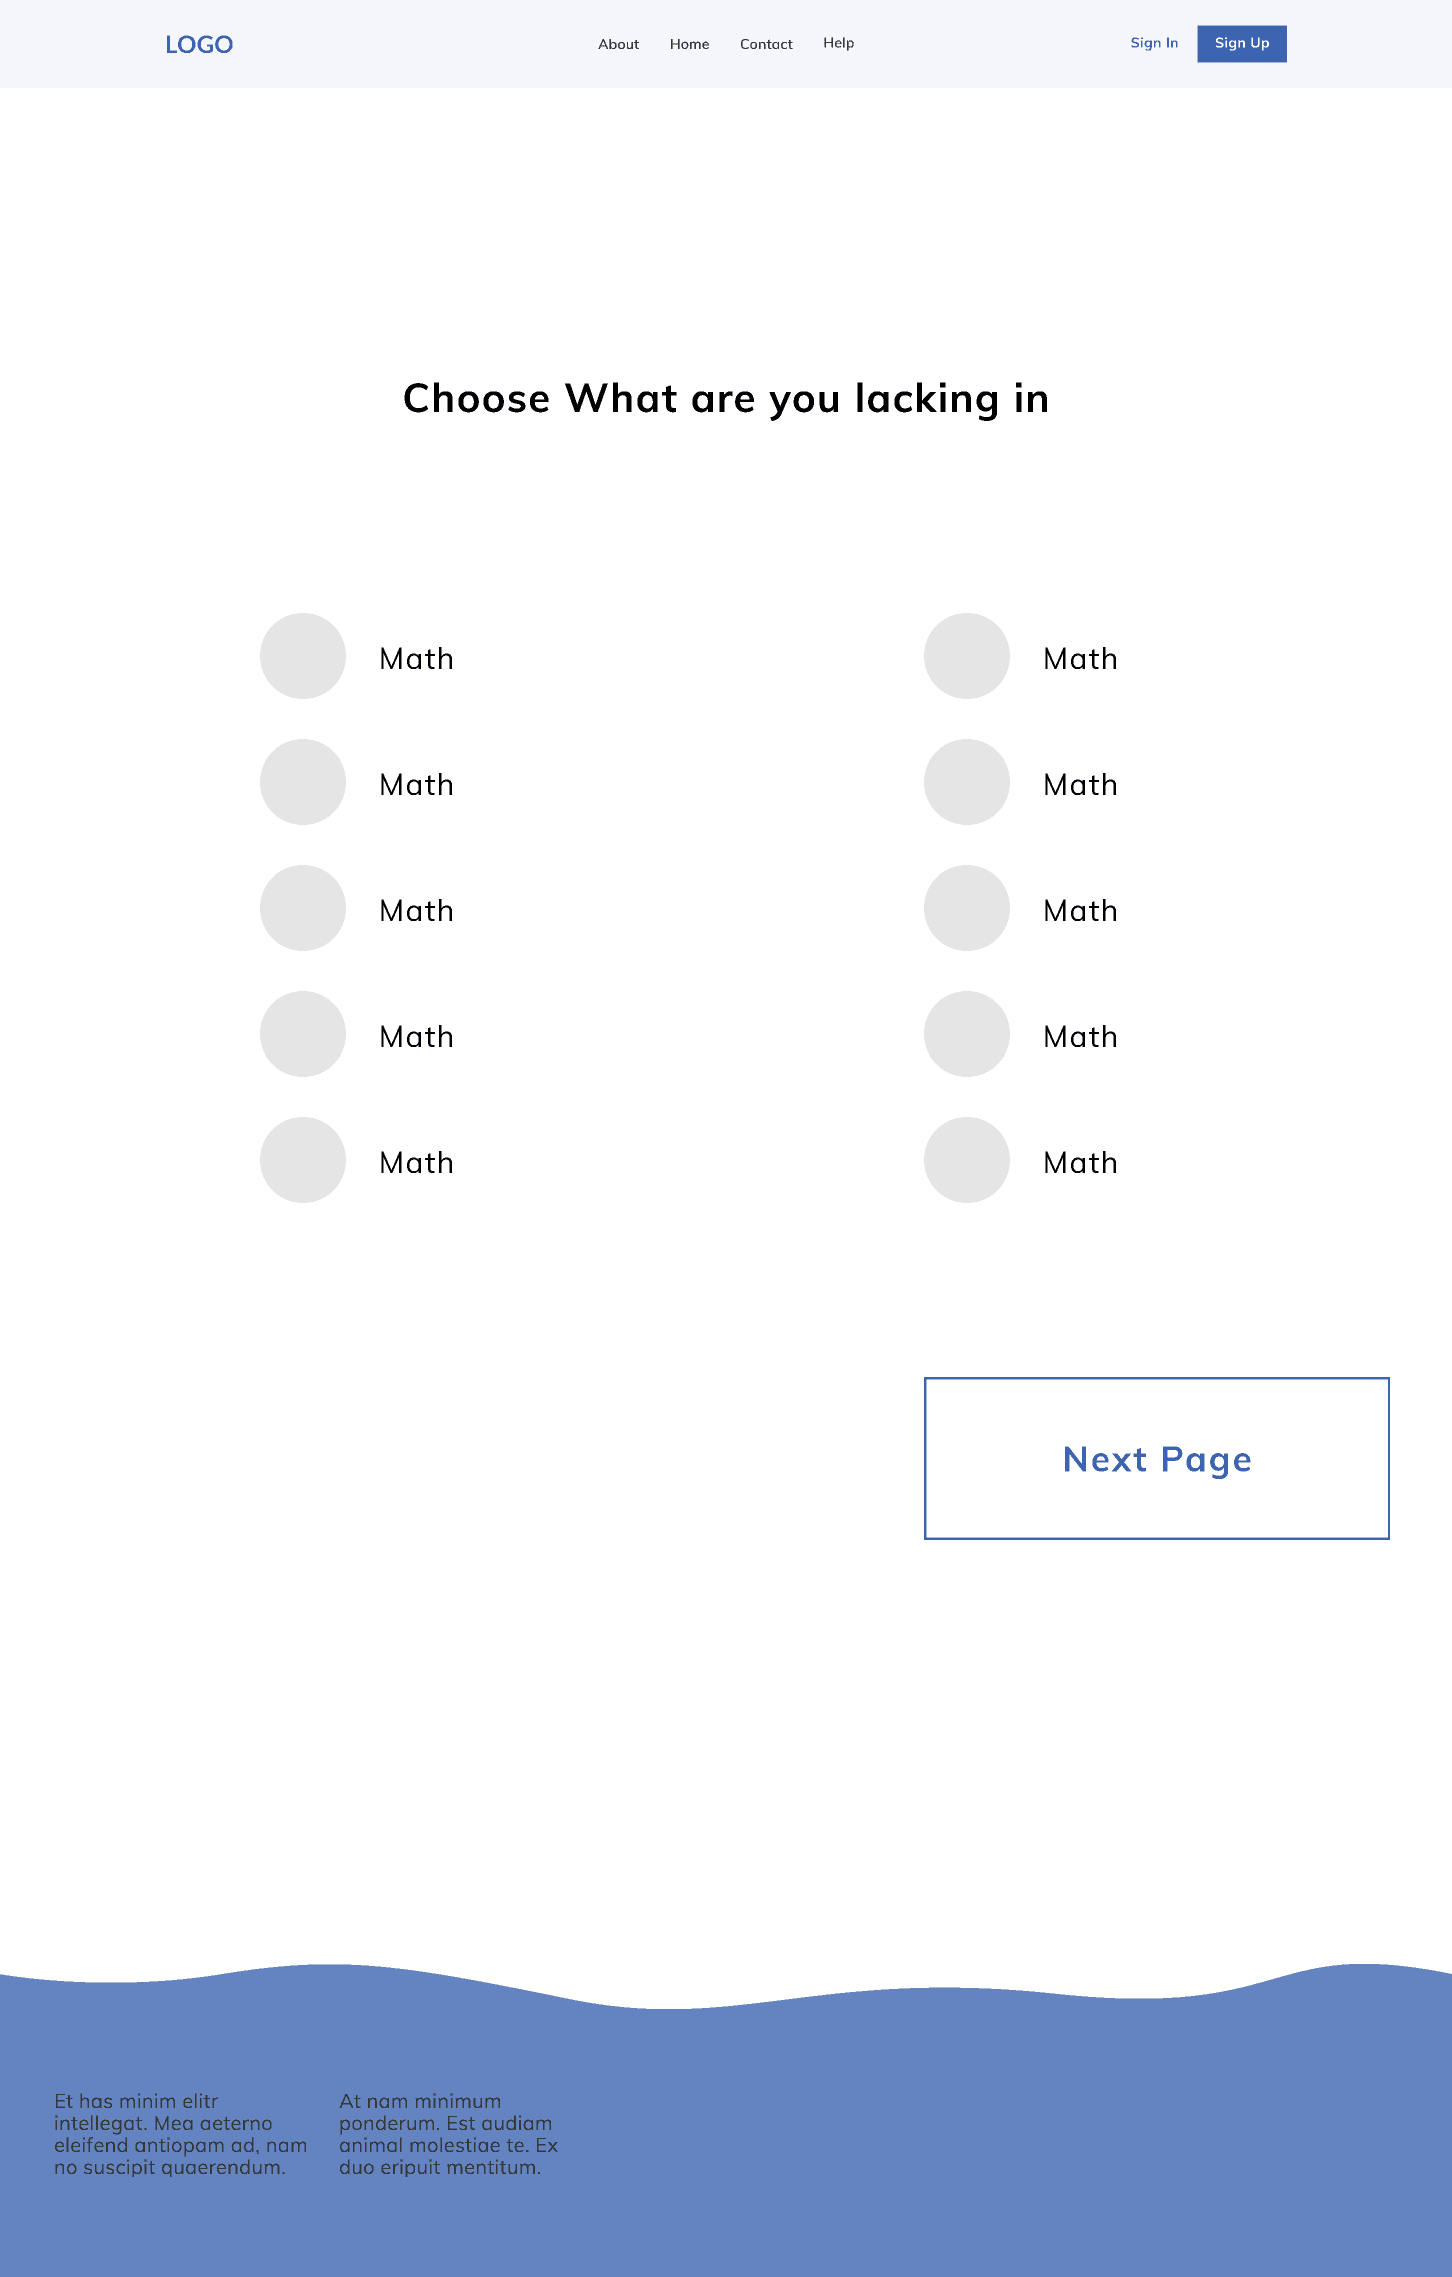 LOGO
About Home Contact Help
Sign In Sign Up
Choose What are you lacking in
Math
Math
Math
Math
Math
Math
Math
Math
Math
Math
Next Page
Et has minim elitr
intellegat. Mea aeterno
eleifend antiopam ad, nam
no suscipit quaerendum.
At nam minimum
ponderum. Est audiam
animal molestiae te. Ex
duo eripuit mentitum.